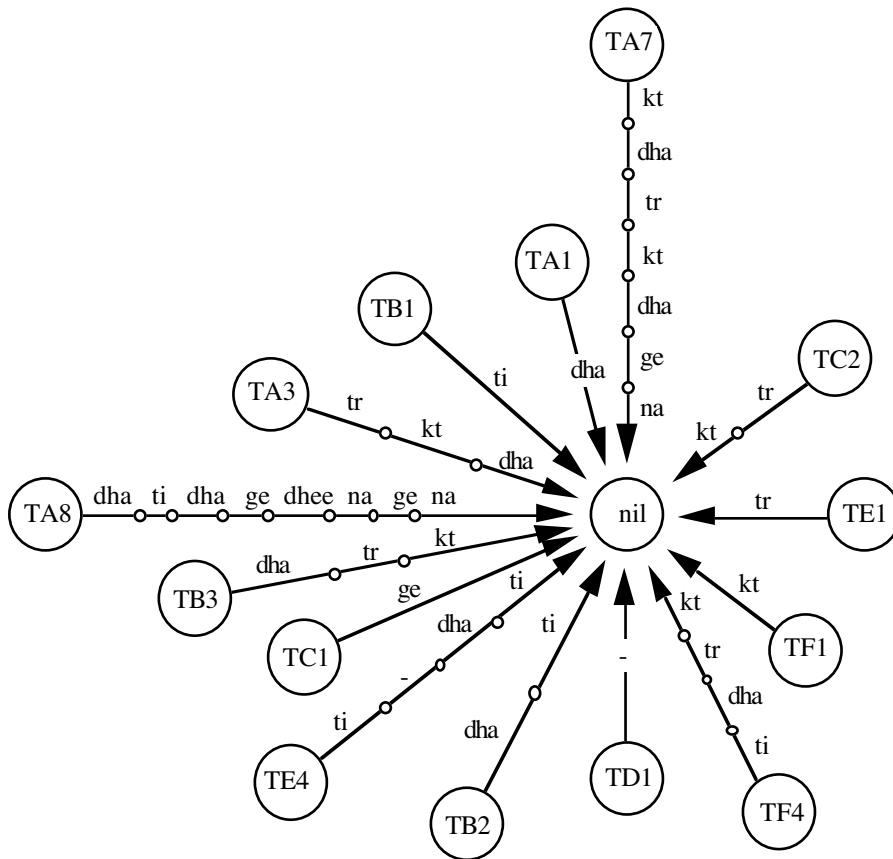 TA7
kt
dha
tr
kt
dha
ge
na
TA1
dha
TB1
ti
TC2
tr
kt
TA3
tr
kt
dha
TA8
dha ti dha ge dhee na ge na
nil
tr
TE1
TB3
dha
tr
kt
TC1
ge
TE4
ti
-
dha
ti
TB2
dha
ti
TD1
-
TF1
kt
TF4
ti
dha
tr
kt